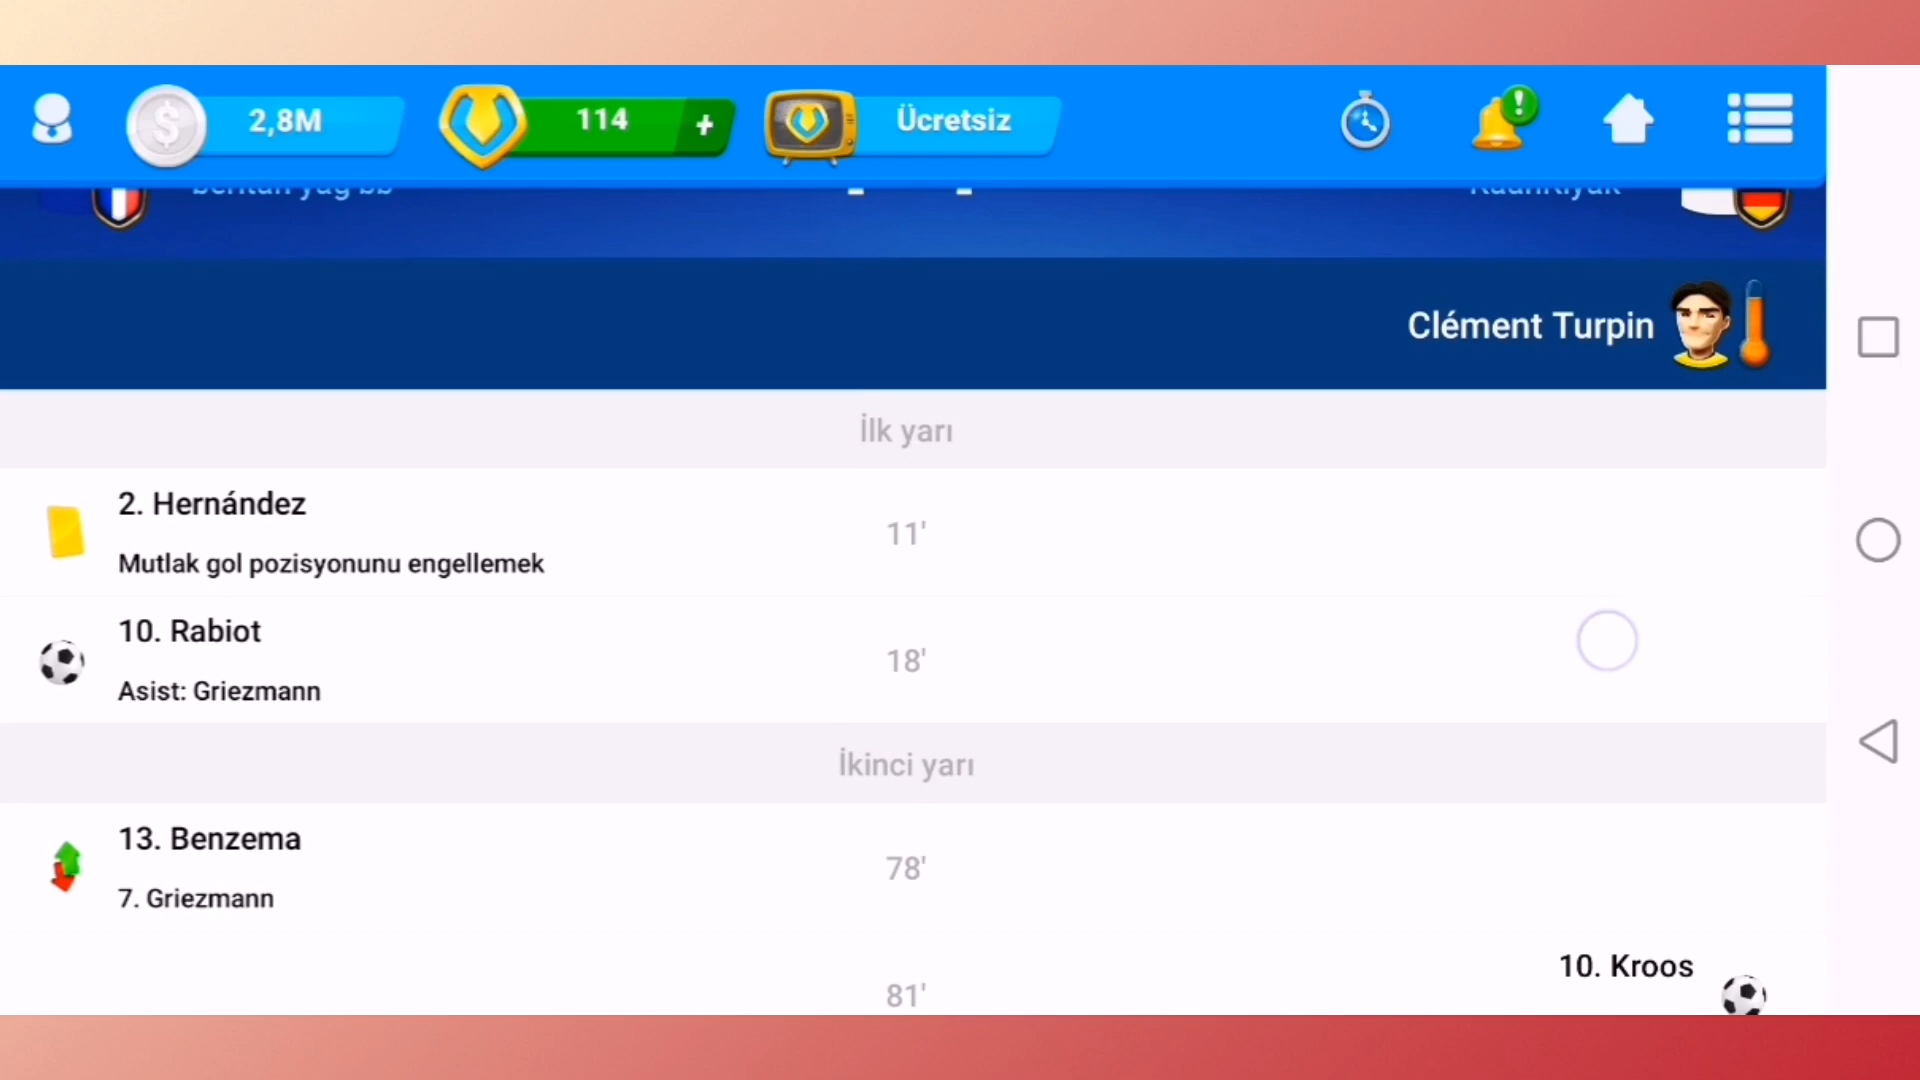 2,8M
114
+
Ücretsiz
Clément Turpin
İlk yarı
2. Hernández
11'
Mutlak gol pozisyonunu engellemek
10. Rabiot
18'
Asist: Griezmann
İkinci yarı
13. Benzema
78'
7. Griezmann
10. Kroos
81'